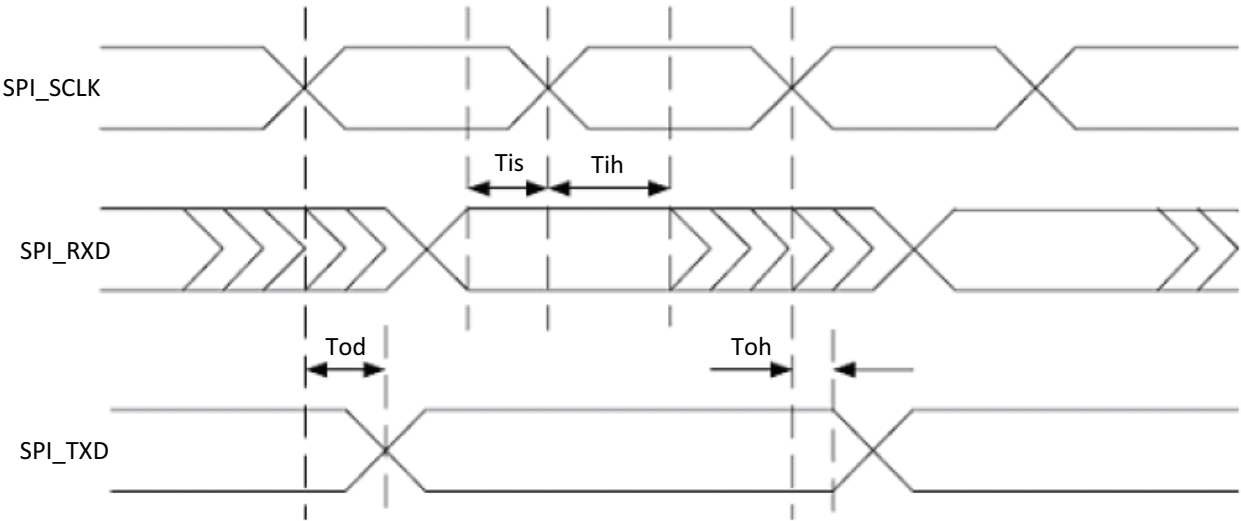 SPI_SCLK
Tis
Tih
SPI_RXD
Tod
Toh
SPI_TXD